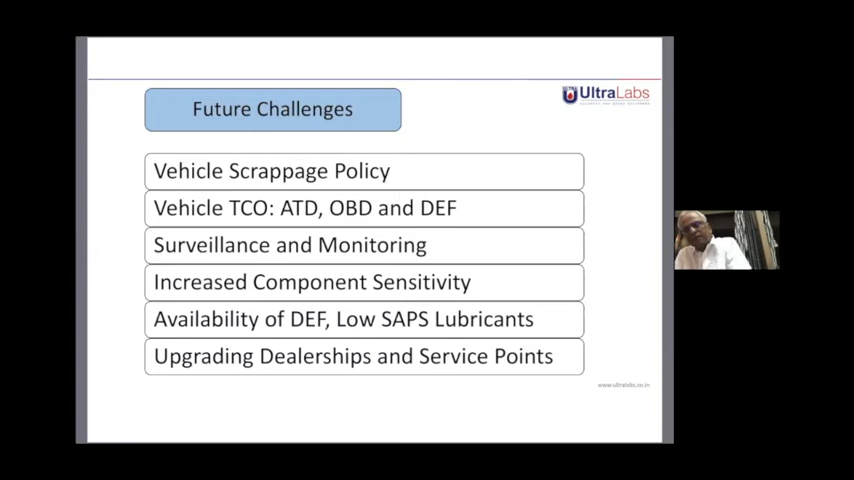 Future Challenges
UltraLabs
Vehicle Scrappage Policy
Vehicle TCO: ATD, OBD and DEF
Surveillance and Monitoring
Increased Component Sensitivity
Availability of DEF, Low SAPS Lubricants
Upgrading Dealerships and Service Points
www.ultralabs.co.in